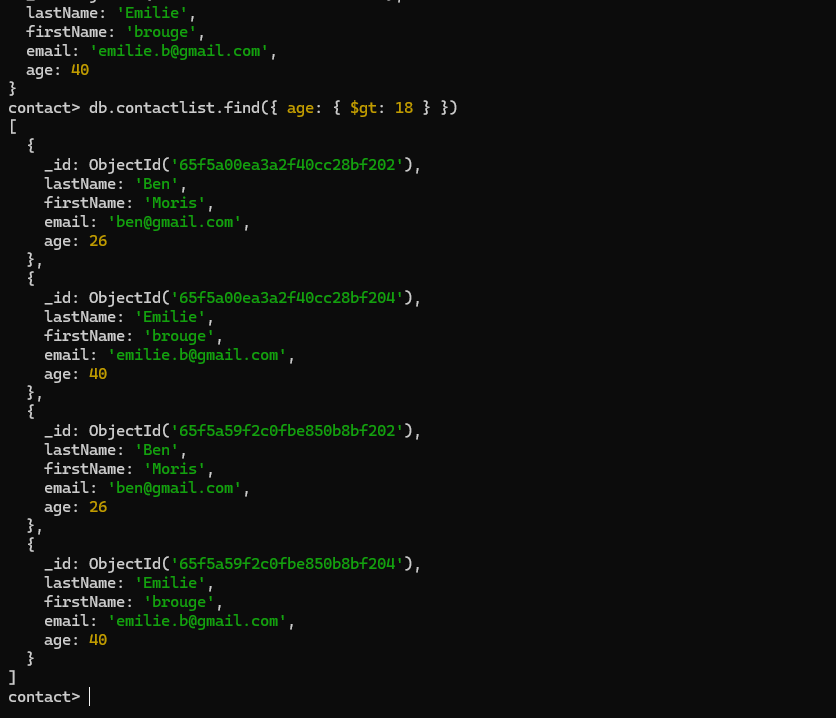 lastName: 'Emilie',
firstName: 'brouge',
email: 'emilie.b@gmail.com',
age: 40
}
contact> db.contactlist.find({ age: { $gt: 18 } })
[
{
_id: ObjectId('65f5a00ea3a2f40cc28bf202'),
lastName: 'Ben',
firstName: 'Moris',
email: 'ben@gmail.com',
age: 26
},
{
_id: ObjectId('65f5a00ea3a2f40cc28bf204'),
lastName: 'Emilie',
firstName: 'brouge',
email: 'emilie.b@gmail.com',
age: 40
},
{
_id: ObjectId('65f5a59f2c0fbe850b8bf202'),
lastName: 'Ben',
firstName: 'Moris',
email: 'ben@gmail.com',
age: 26
},
{
_id: ObjectId('65f5a59f2c0fbe850b8bf204'),
lastName: 'Emilie',
firstName: 'brouge',
email: 'emilie.b@gmail.com',
age: 40
}
]
contact>